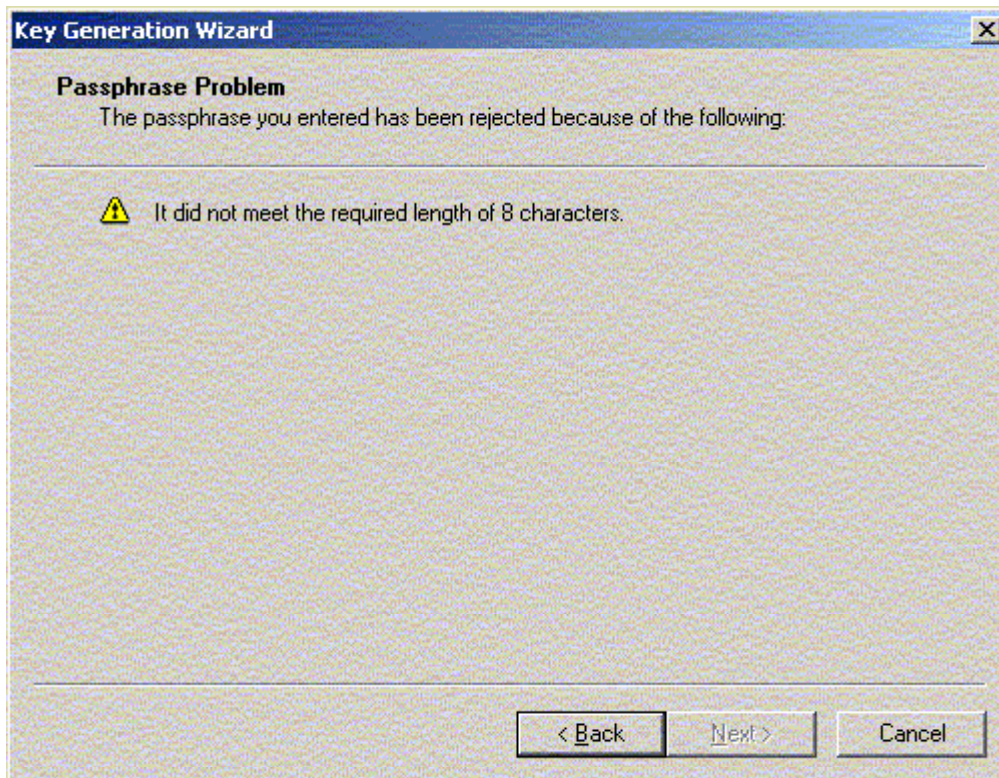 Key Generation Wizard
Passphrase Problem
The passphrase you entered has been rejected because of the following:
It did not meet the required length of 8 characters.
< Back
Next >
Cancel